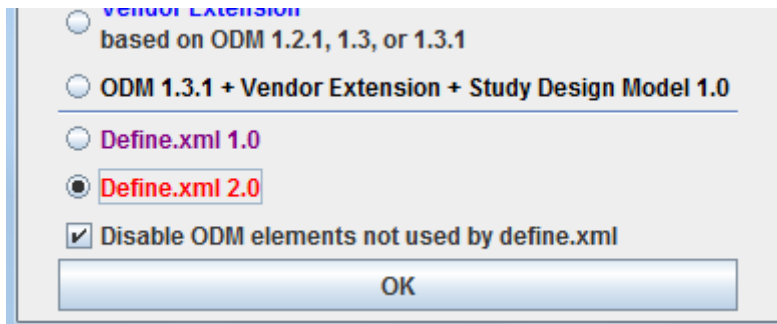 Vendor Extension
based on ODM 1.2.1, 1.3, or 1.3.1
ODM 1.3.1 + Vendor Extension + Study Design Model 1.0
Define.xml 1.0
Define.xml 2.0
Disable ODM elements not used by define.xml
OK